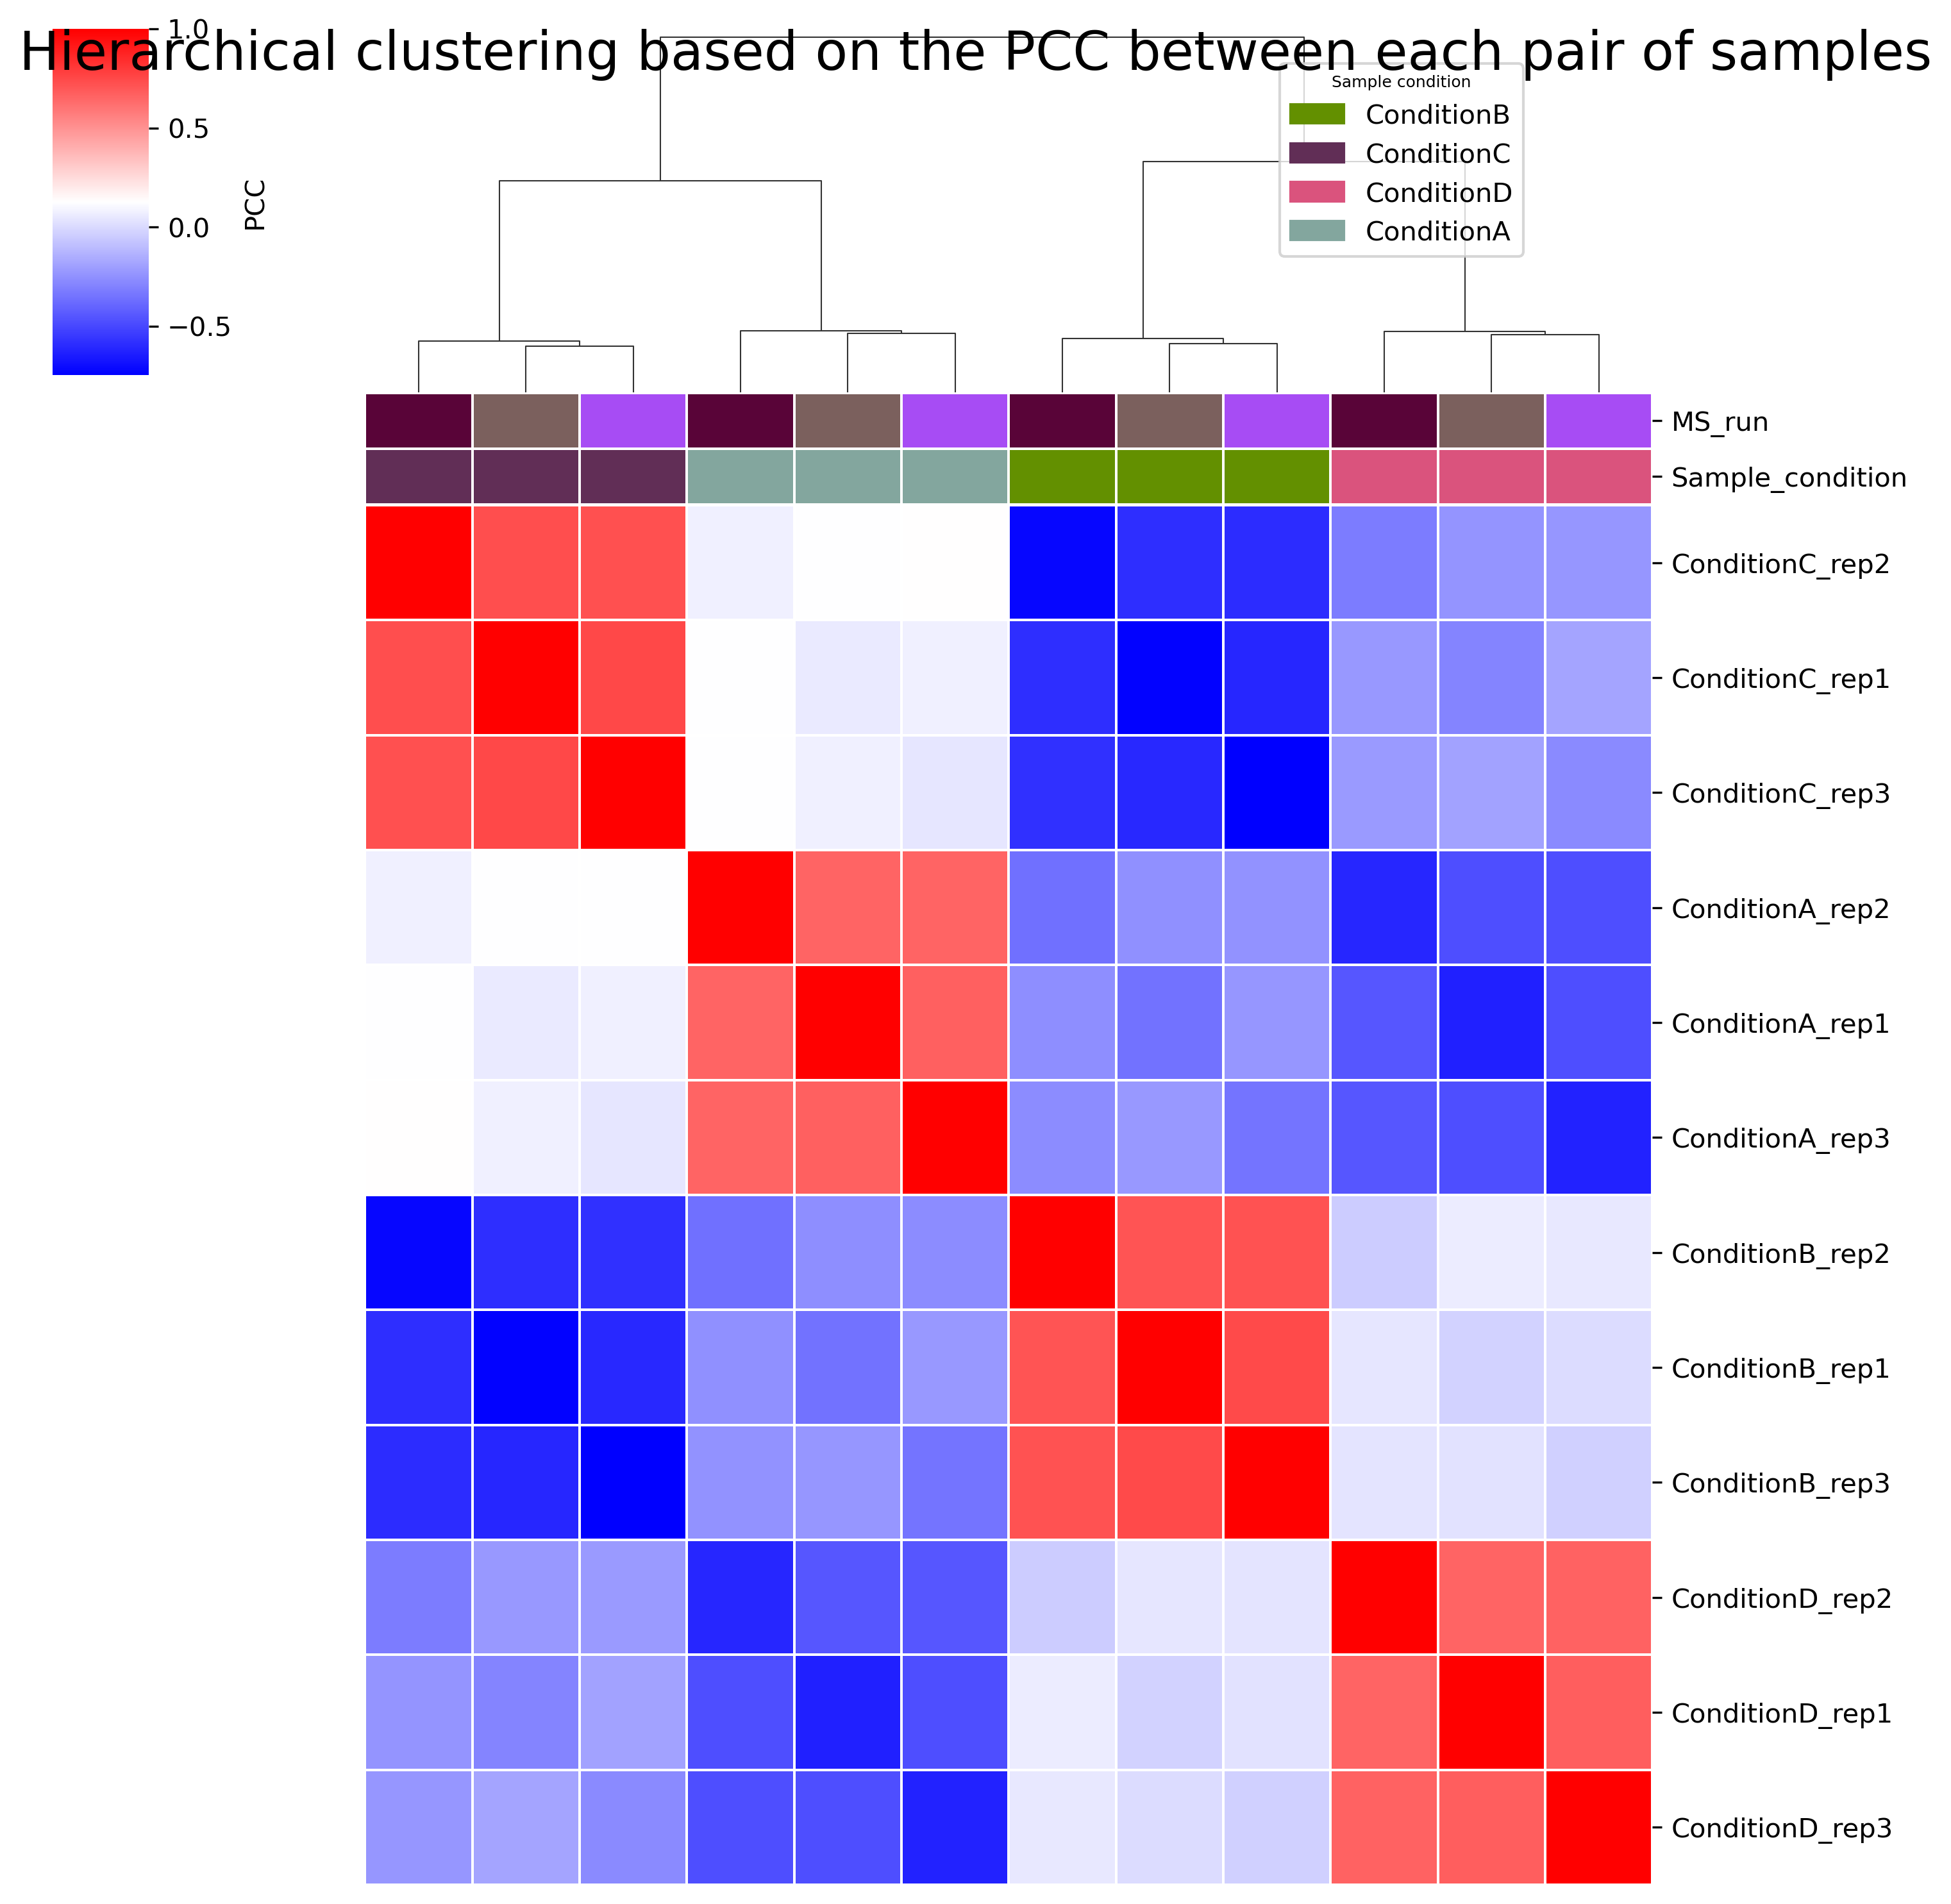 Hierarchical clustering based on the PCC between each pair of samples
1.0
0.5
0.0
−0.5
PCC
Sample condition
ConditionB
ConditionC
ConditionD
ConditionA
MS_run
Sample_condition
ConditionC_rep2
ConditionC_rep1
ConditionC_rep3
ConditionA_rep2
ConditionA_rep1
ConditionA_rep3
ConditionB_rep2
ConditionB_rep1
ConditionB_rep3
ConditionD_rep2
ConditionD_rep1
ConditionD_rep3